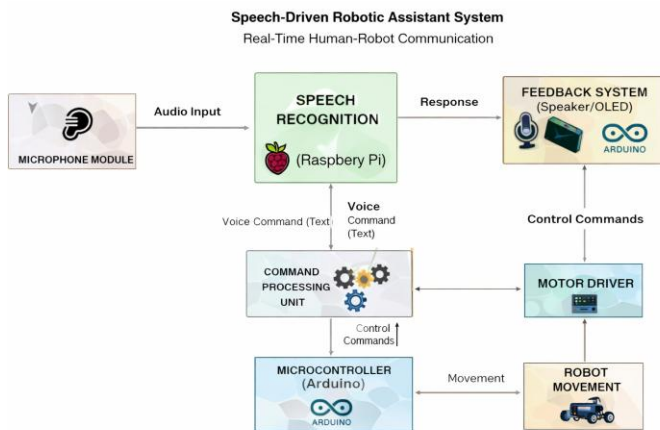 Speech-Driven Robotic Assistant System
Real-Time Human-Robot Communication
MICROPHONE MODULE
Audio Input
SPEECH
RECOGNITION
(Raspbery Pi)
Response
FEEDBACK SYSTEM
(Speaker/OLED)
ARDUINO
Voice Command (Text
Voice
Command
(Text)
Control Commands
COMMAND
PROCESSING
UNIT
MOTOR DRIVER
Control
Commands
MICROCONTROLLER
(Arduino)
ARDUINO
Movement
ROBOT
MOVEMENT